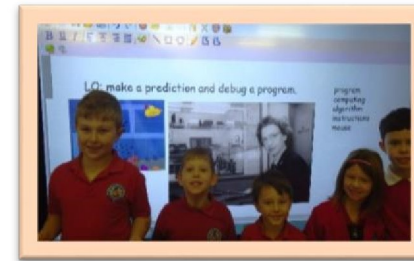 LO: make a prediction and debug a program.
program
computing
algorithm
instructions
mouse